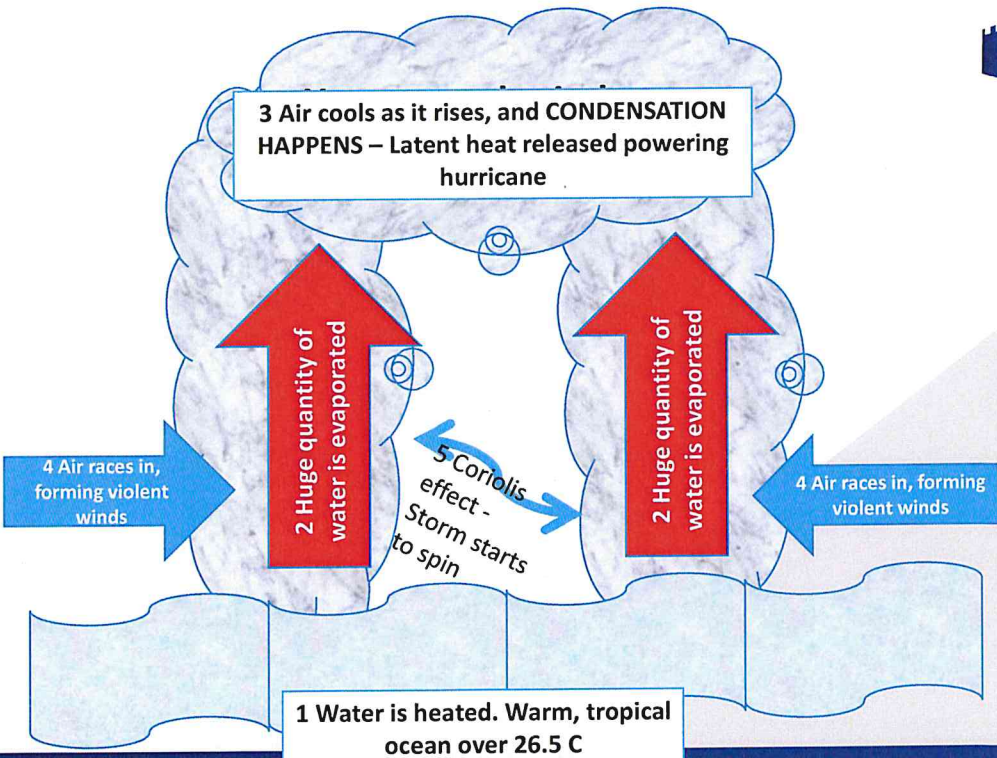 3 Air cools as it rises, and CONDENSATION
HAPPENS – Latent heat released powering
hurricane
2 Huge quantity of
water is evaporated
2 Huge quantity of
water is evaporated
4 Air races in,
forming violent
winds
5 Coriolis
effect -
Storm starts
to spin
4 Air races in, forming
violent winds
1 Water is heated. Warm, tropical
ocean over 26.5 C